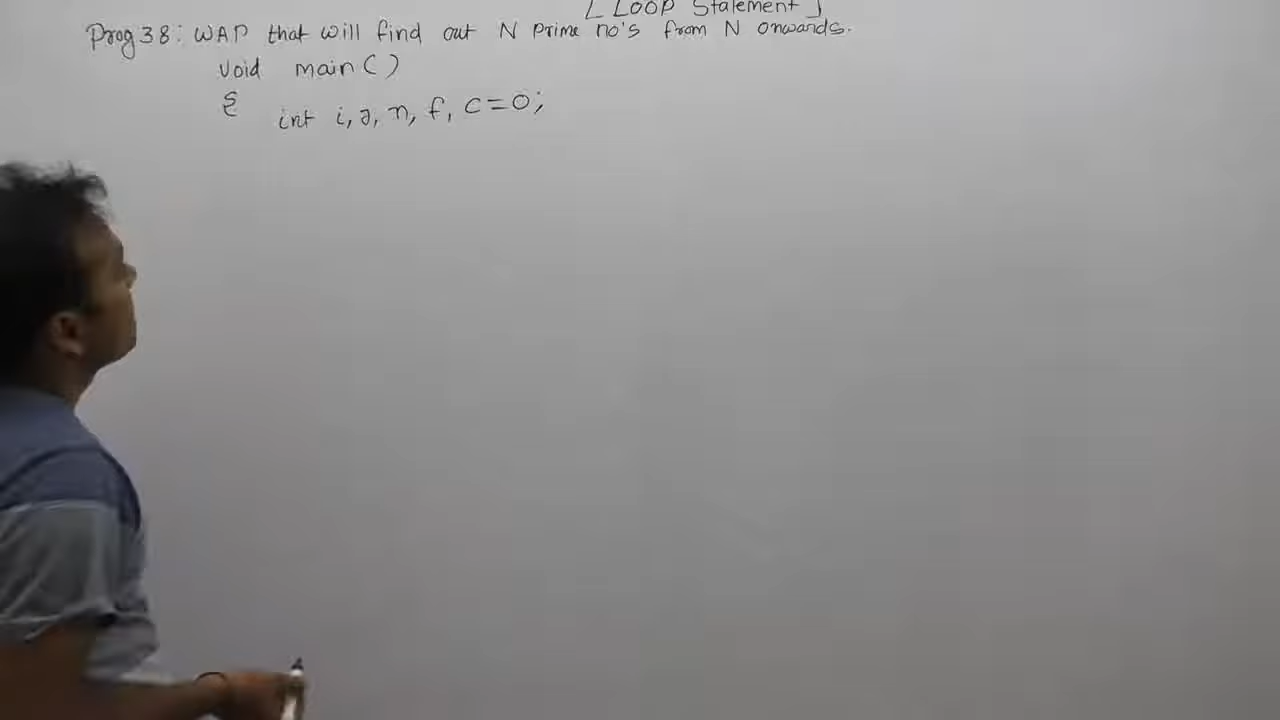 [ Loop Statement ]
Prog 38: WAP that will find out N prime no's from N onwards.
void main()
{ int i, j, n, f, c=0;